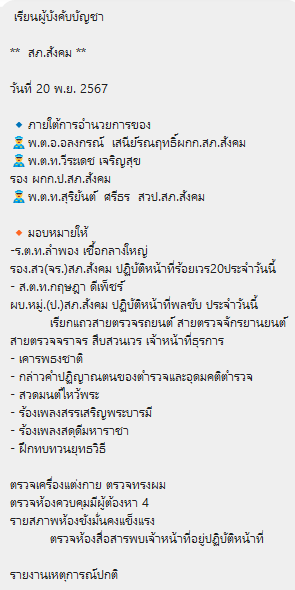 เรียนผู้บังคับบัญชา
** สภ.สังคม **
วันที่ 20 พ.ย. 2567
🔹ภายใต้การอำนวยการของ
👮พ.ต.อ.อลงกรณ์ เสนีย์รณฤทธิ์ผกก.สภ.สังคม
👮พ.ต.ท.วีระเดช เจริญสุข
รอง ผกก.ป.สภ.สังคม
👮พ.ต.ท.สุริยันต์ ศรีธร สวป.สภ.สังคม
🔸มอบหมายให้
-ร.ต.ท.ลำพอง เชื้อกลางใหญ่
รอง.สว(จร.)สภ.สังคม ปฏิบัติหน้าที่ร้อยเวร20ประจำวันนี้
- ส.ต.ท.กฤษฎา ดีเพ็ชร์
ผบ.หมู่.(ป.)สภ.สังคม ปฏิบัติหน้าที่พลขับ ประจำวันนี้
เรียกแถวสายตรวจรถยนต์ สายตรวจจักรยานยนต์
สายตรวจจราจร สืบสวนเวร เจ้าหน้าที่ธุรการ
- เคารพธงชาติ
- กล่าวคำปฏิญาณตนของตำรวจและอุดมคติตำรวจ
- สวดมนต์ไหว้พระ
- ร้องเพลงสรรเสริญพระบารมี
- ร้องเพลงสดุดีมหาราชา
- ฝึกทบทวนยุทธวิธี
ตรวจเครื่องแต่งกาย ตรวจทรงผม
ตรวจห้องควบคุมมีผู้ต้องหา 4
รายสภาพห้องขังมั่นคงแข็งแรง
ตรวจห้องสื่อสารพบเจ้าหน้าที่อยู่ปฏิบัติหน้าที่
รายงานเหตุการณ์ปกติ